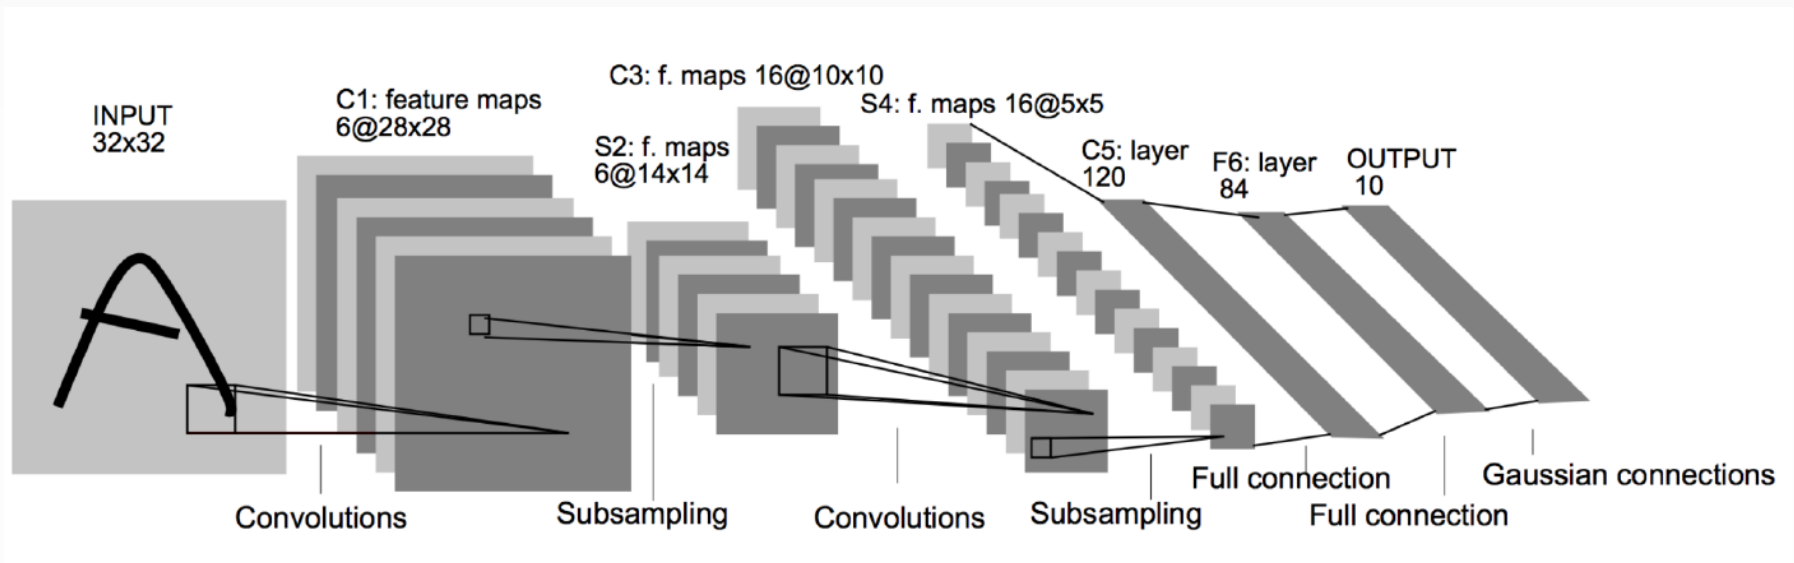 INPUT
32x32
C1: feature maps
6@28x28
C3: f. maps 16@10x10
S2: f. maps
6@14x14
S4: f. maps 16@5x5
C5: layer
120
F6: layer
84
OUTPUT
10
Convolutions
Subsampling
Convolutions
Subsampling
Full connection
Full connection
Gaussian connections